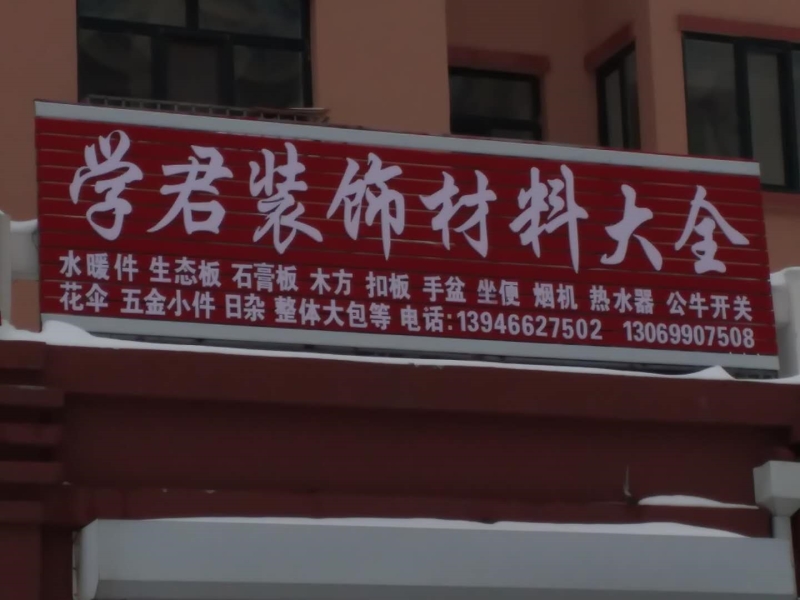 学君装饰材料大全
水暖件 生态板 石膏板 木方 扣板 手盆 坐便 烟机 热水器 公牛开关
花伞 五金小件 日杂 整体大包等 电话:13946627502 13069907508